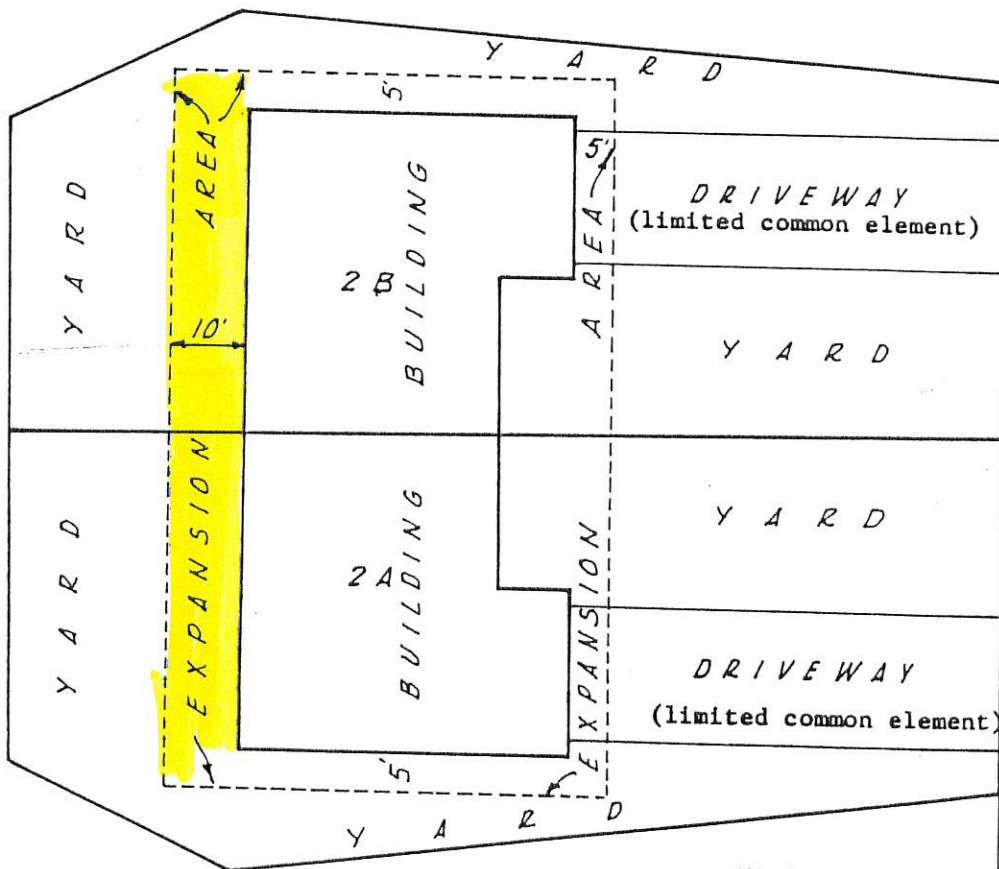 YARD
5'
AREA
5'
DRIVEWAY
(limited common element)
YARD
2B
BUILDING
AREA
10'
YARD
EXPANSION
YARD
2A
BUILDING
YARD
EXPANSION
DRIVEWAY
(limited common element)
5'
YARD